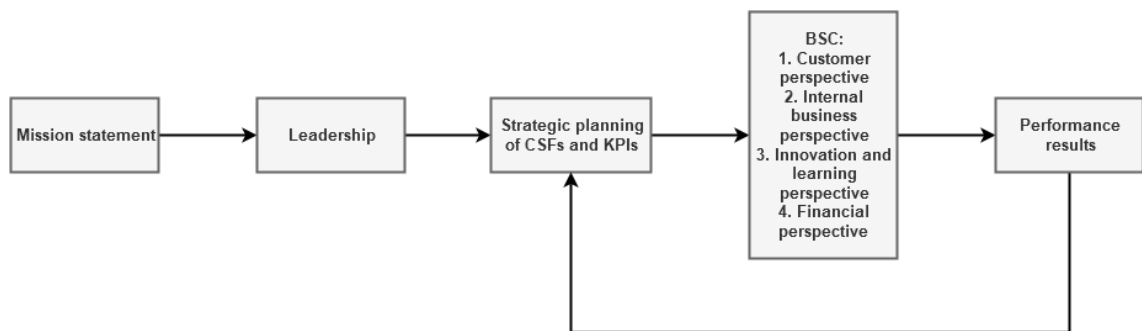 Mission statement
Leadership
Strategic planning
of CSFs and KPIs
BSC:
1. Customer
perspective
2. Internal
business
perspective
3. Innovation and
learning
perspective
4. Financial
perspective
Performance
results